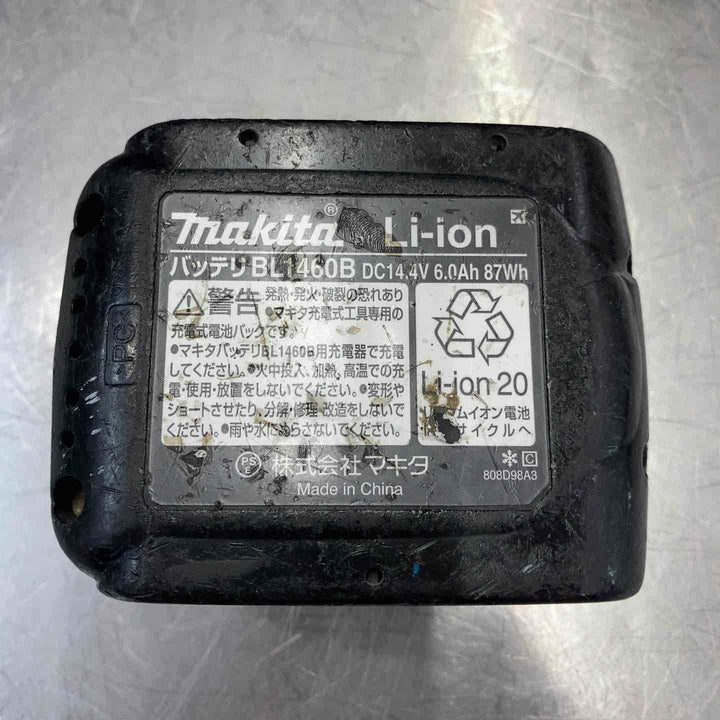 makita® Li-ion
バッテリBL1460B DC14.4V 6.0Ah 87Wh
警告 発熱・発火・破裂の恐れあり
●マキタ充電式工具専用の
充電式電池パックです。
●マキタバッテリBL1460B用充電器で充電
してください。●火中投入、加熱、高温での充
電・使用・放置をしないでください。●変形や
ショートさせたり、分解・修理・改造をしないで
ください。●雨や水にぬらさないでください。
Li-ion 20
リチウムイオン電池
リサイクルへ
PS
E 株式会社マキタ
Made in China
C
808D98A3
>PC<